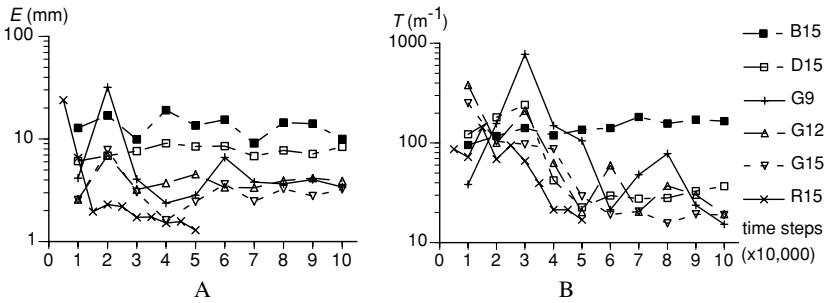 E (mm)
100
10
1
0 1 2 3 4 5 6 7 8 9 10
A
T (m⁻¹)
1000
100
10
0 1 2 3 4 5 6 7 8 9 10
B
B15
D15
G9
G12
G15
R15
time steps
(x10,000)